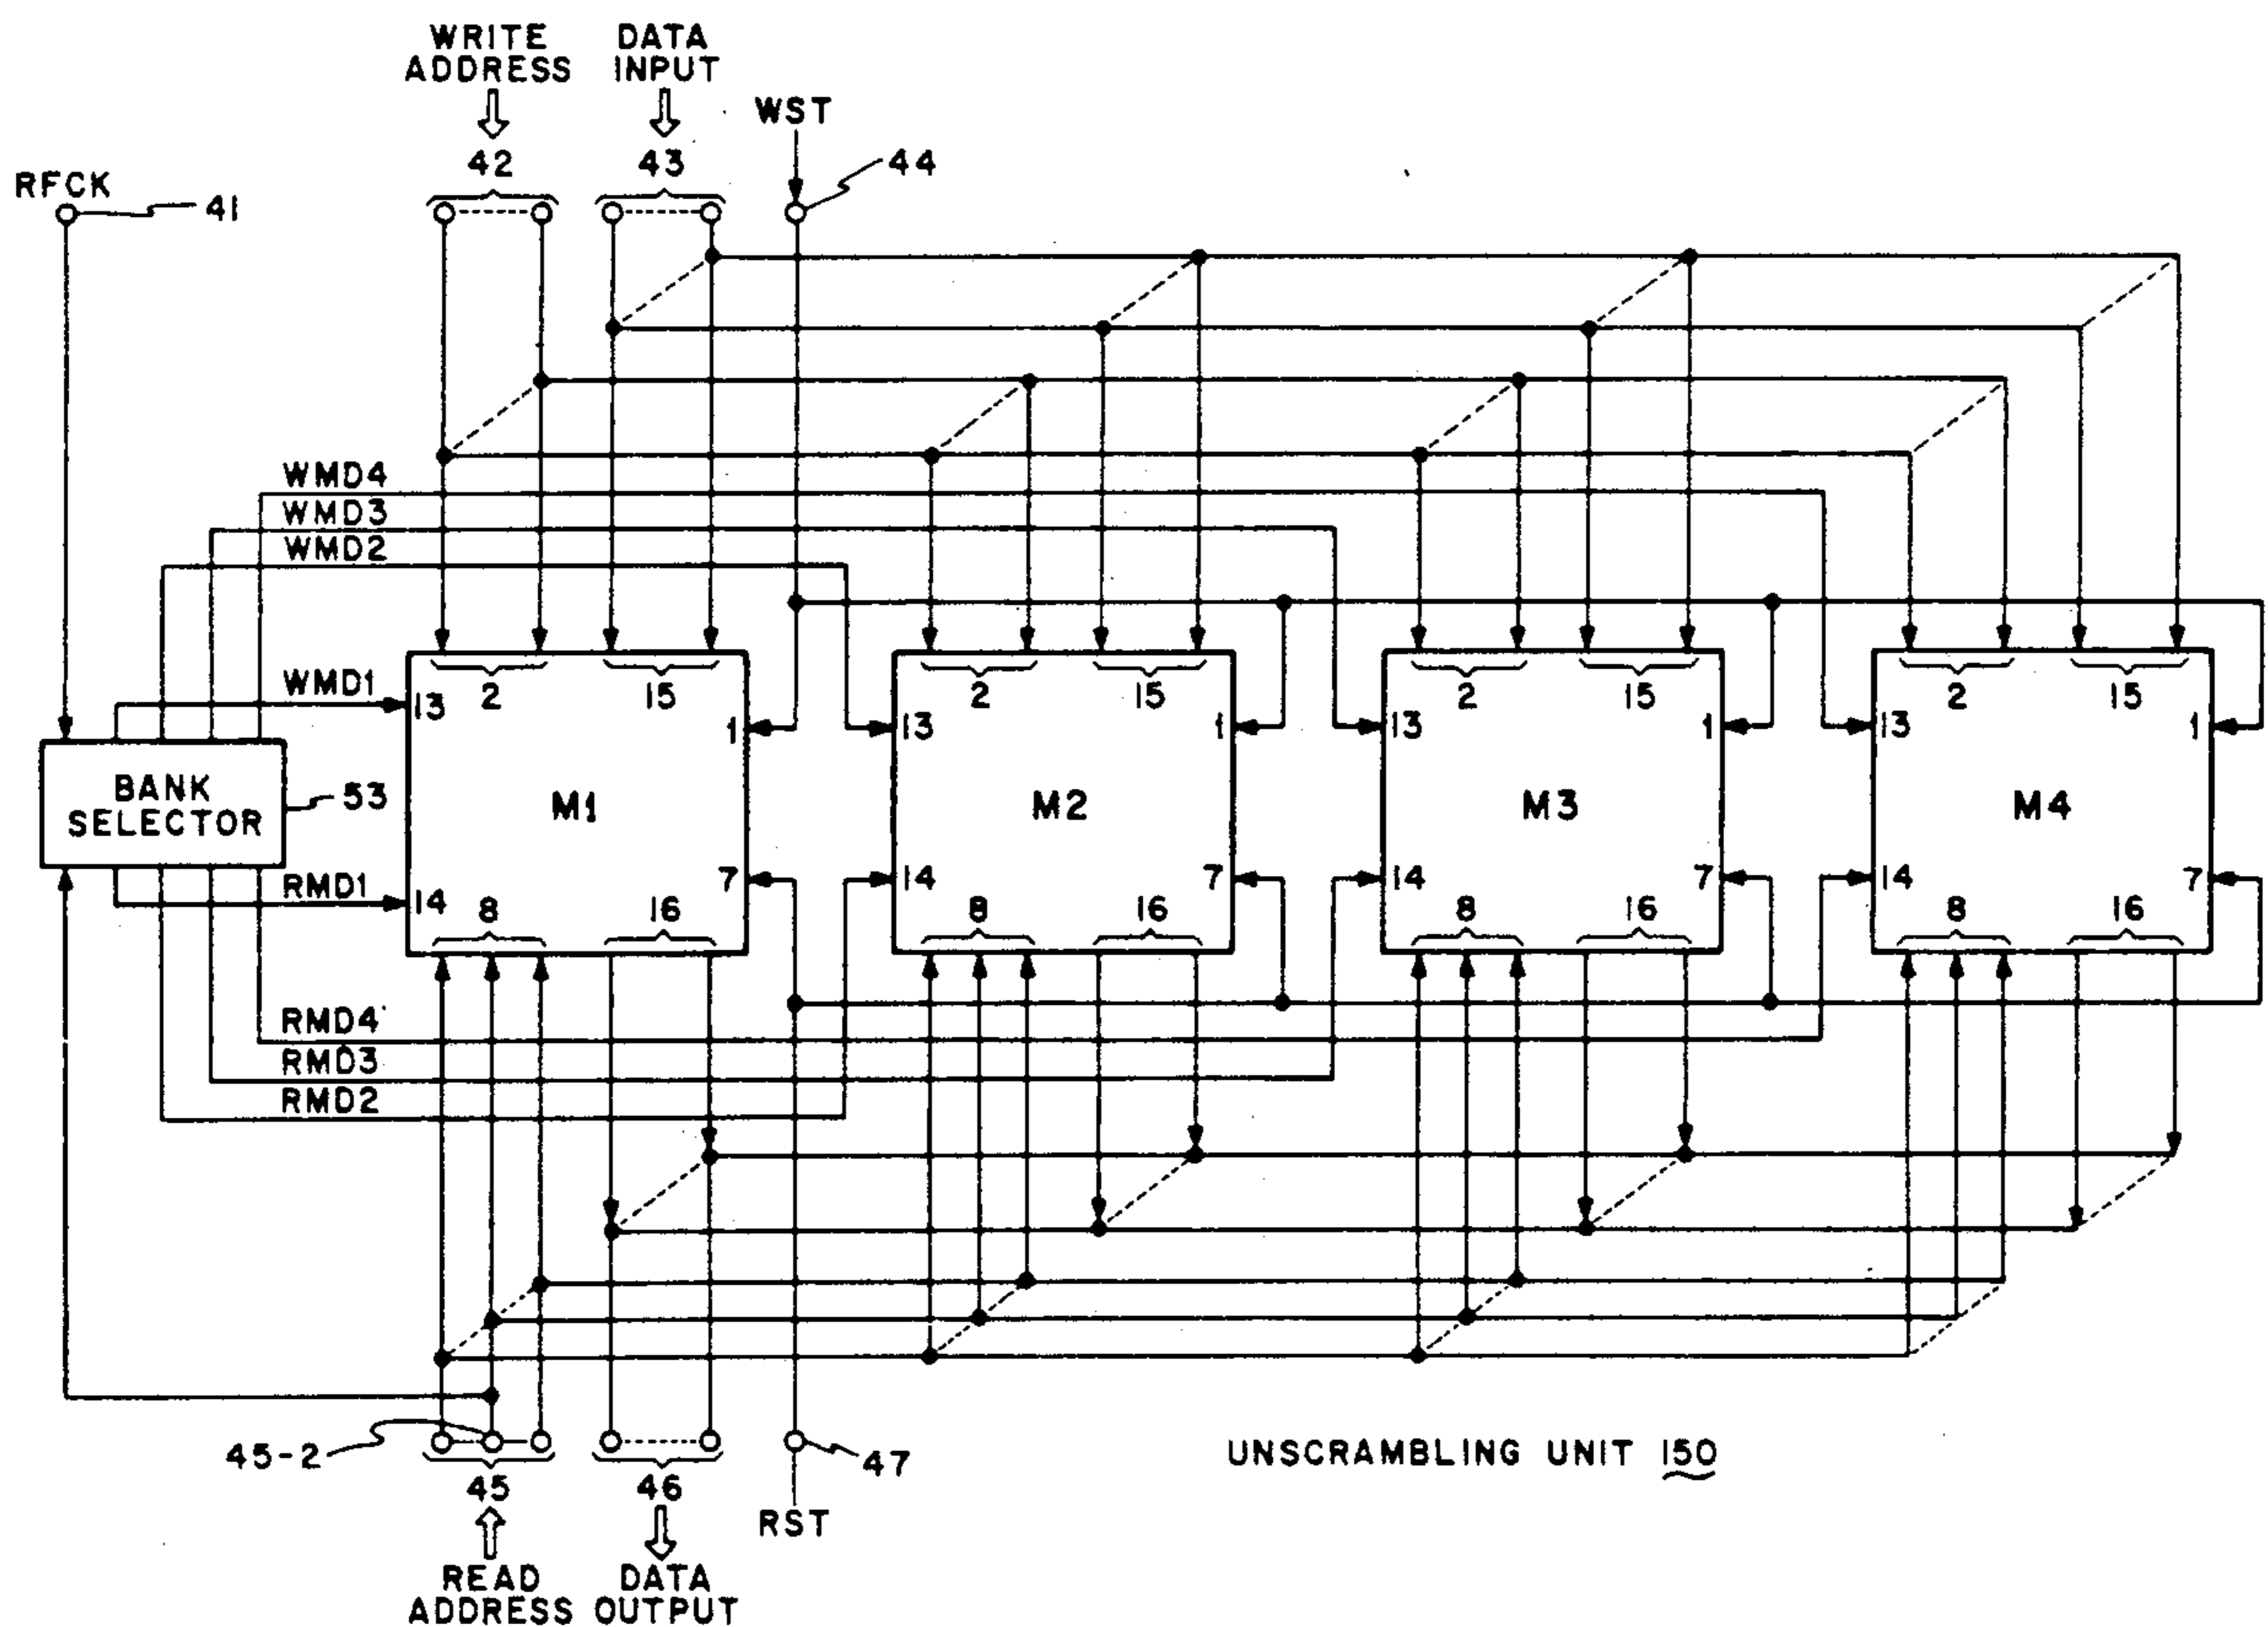 WRITE
ADDRESS
DATA
INPUT
WST
42
43
44
RFCK
41
WMD4
WMD3
WMD2
WMD1
13
2
15
1
13
2
15
1
13
2
15
1
13
2
15
1
BANK
SELECTOR
53
M1
M2
M3
M4
RMD1
14
8
16
7
14
8
16
7
14
8
16
7
14
8
16
7
RMD4
RMD3
RMD2
45-2
45
46
47
READ
ADDRESS
DATA
OUTPUT
RST
UNSCRAMBLING UNIT 150